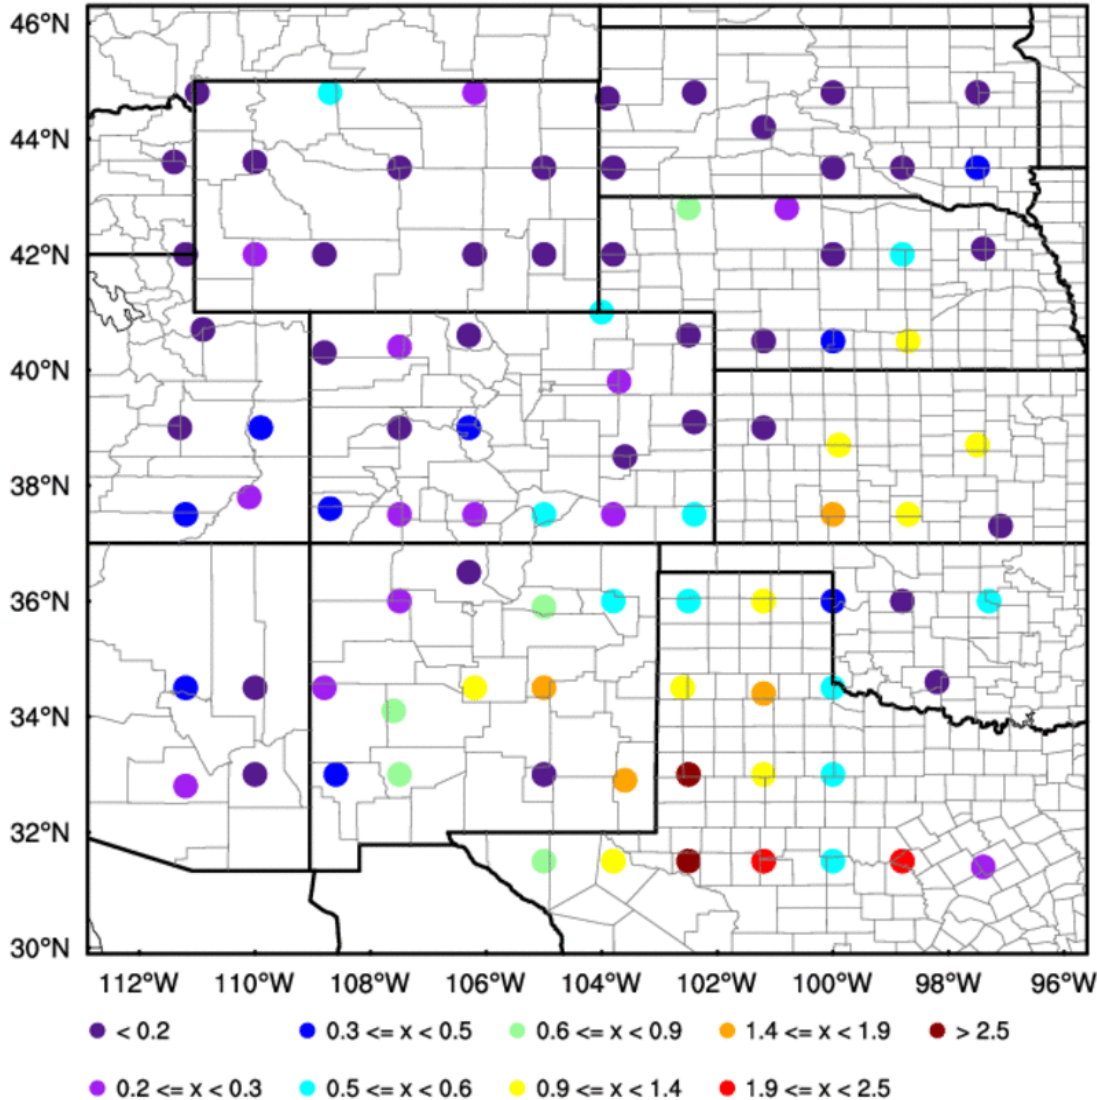 46°N
44°N
42°N
40°N
38°N
36°N
34°N
32°N
30°N
112°W 110°W 108°W 106°W 104°W 102°W 100°W 98°W 96°W
< 0.2 0.3 <= x < 0.5 0.6 <= x < 0.9 1.4 <= x < 1.9 > 2.5
0.2 <= x < 0.3 0.5 <= x < 0.6 0.9 <= x < 1.4 1.9 <= x < 2.5